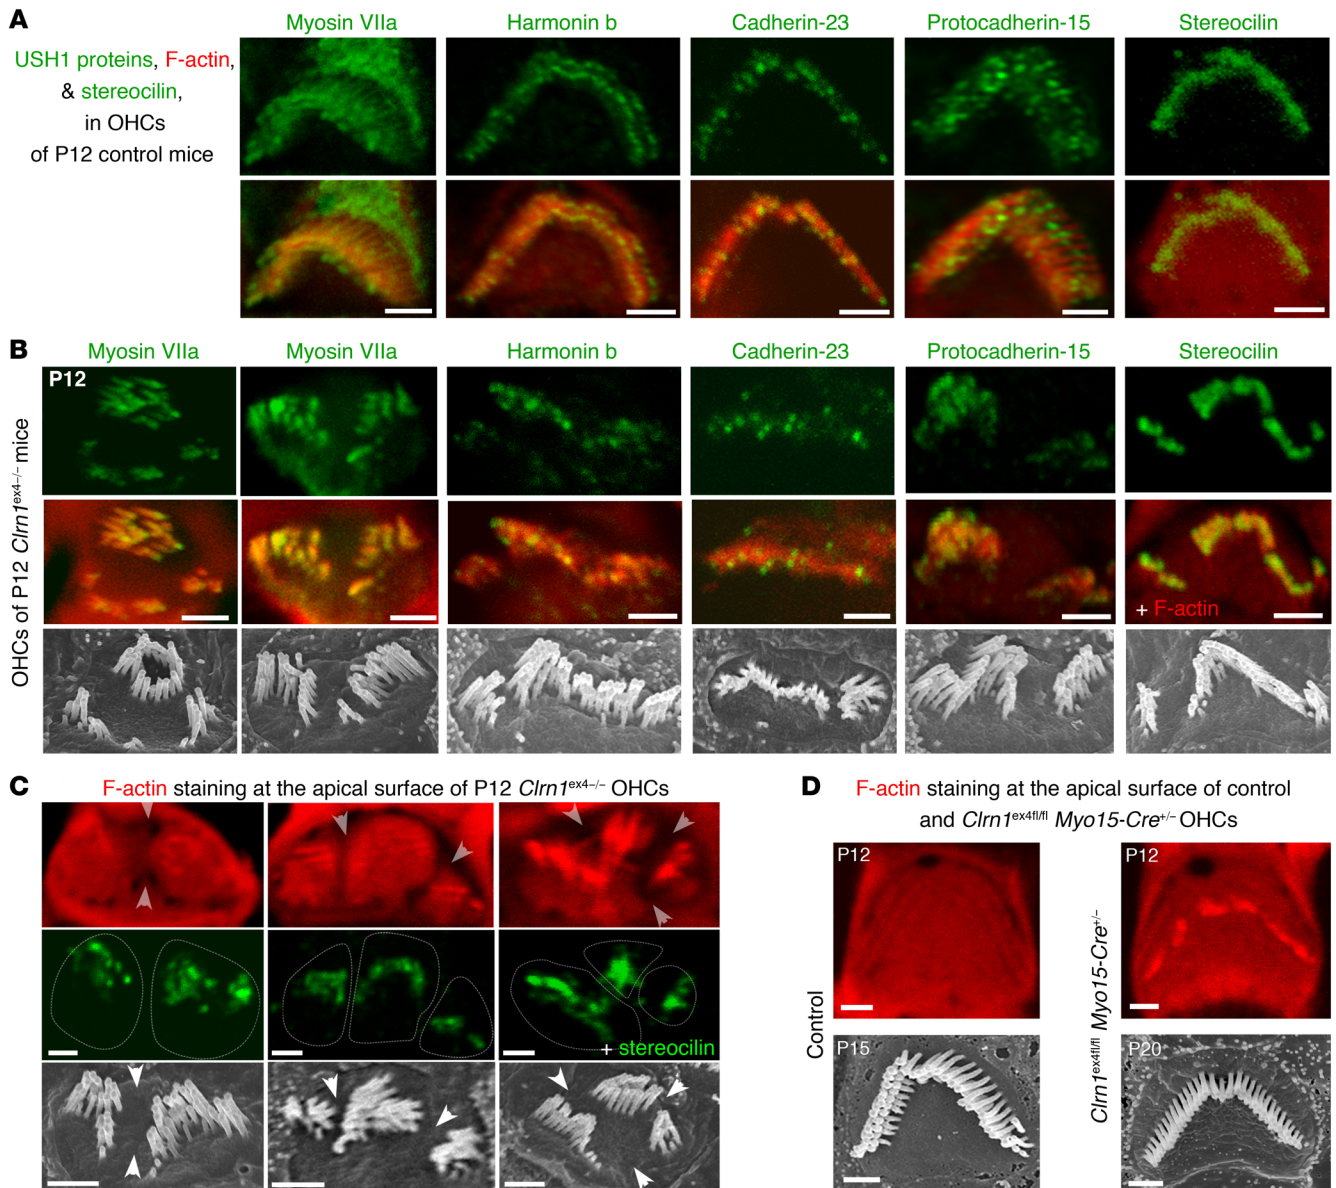 A
Myosin VIIa
Harmonin b
Cadherin-23
Protocadherin-15
Stereocilin
USH1 proteins, F-actin,
& stereocilin,
in OHCs
of P12 control mice
B
Myosin VIIa
Myosin VIIa
Harmonin b
Cadherin-23
Protocadherin-15
Stereocilin
OHCs of P12 Clrn1ex4−/− mice
P12
+ F-actin
C
F-actin staining at the apical surface of P12 Clrn1ex4−/− OHCs
+ stereocilin
D
F-actin staining at the apical surface of control
and Clrn1ex4fl/fl Myo15-Cre+/− OHCs
Control
P12
P15
Clrn1ex4fl/fl Myo15-Cre+/−
P12
P20